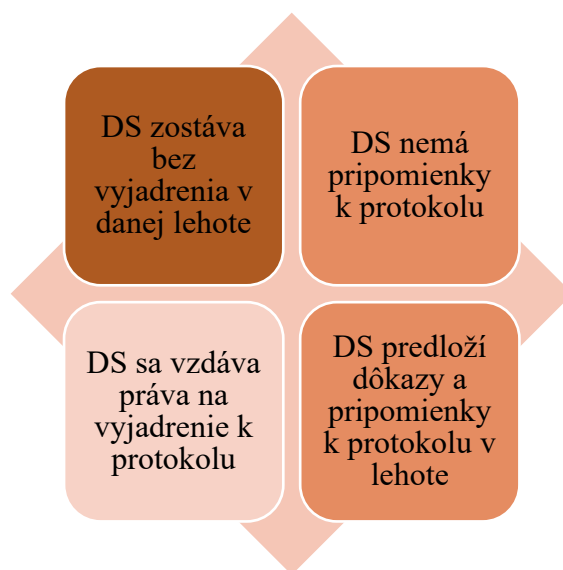 DS zostáva
bez
vyjadrenia v
danej lehote
DS nemá
pripomienky
k protokolu
DS sa vzdáva
práva na
vyjadrenie k
protokolu
DS predloží
dôkazy a
pripomienky
k protokolu v
lehote